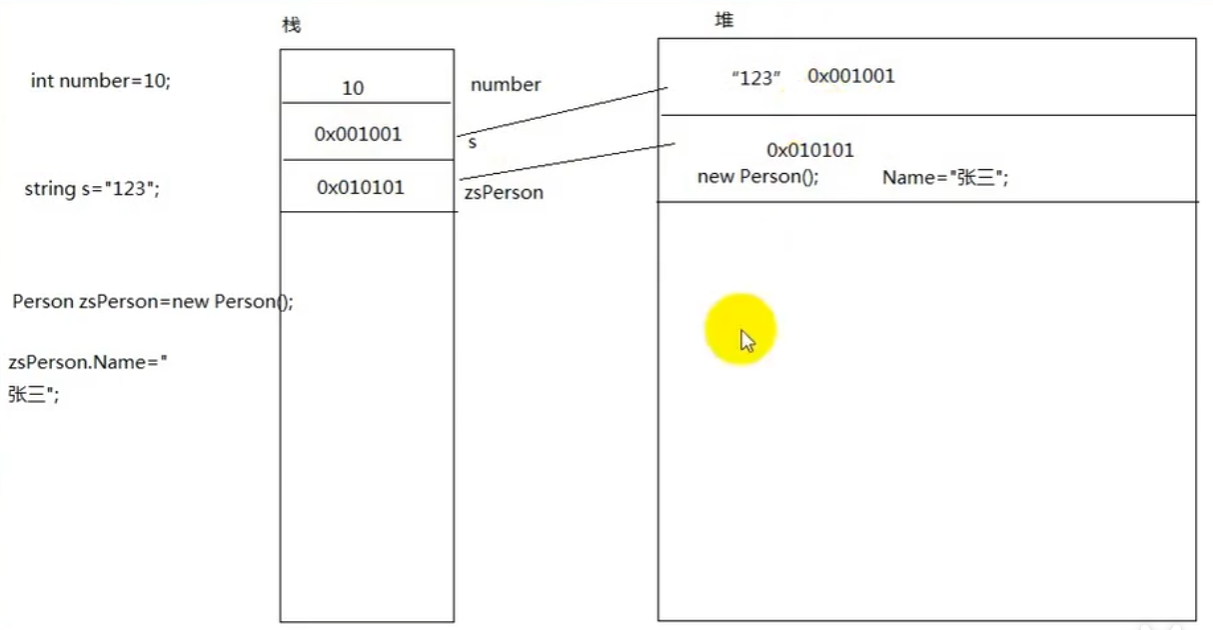 栈
堆
int number=10;
10
number
“123” 0x001001
0x001001
s
string s="123";
0x010101
zsPerson
0x010101
new Person(); Name="张三";
Person zsPerson=new Person();
zsPerson.Name="
张三";